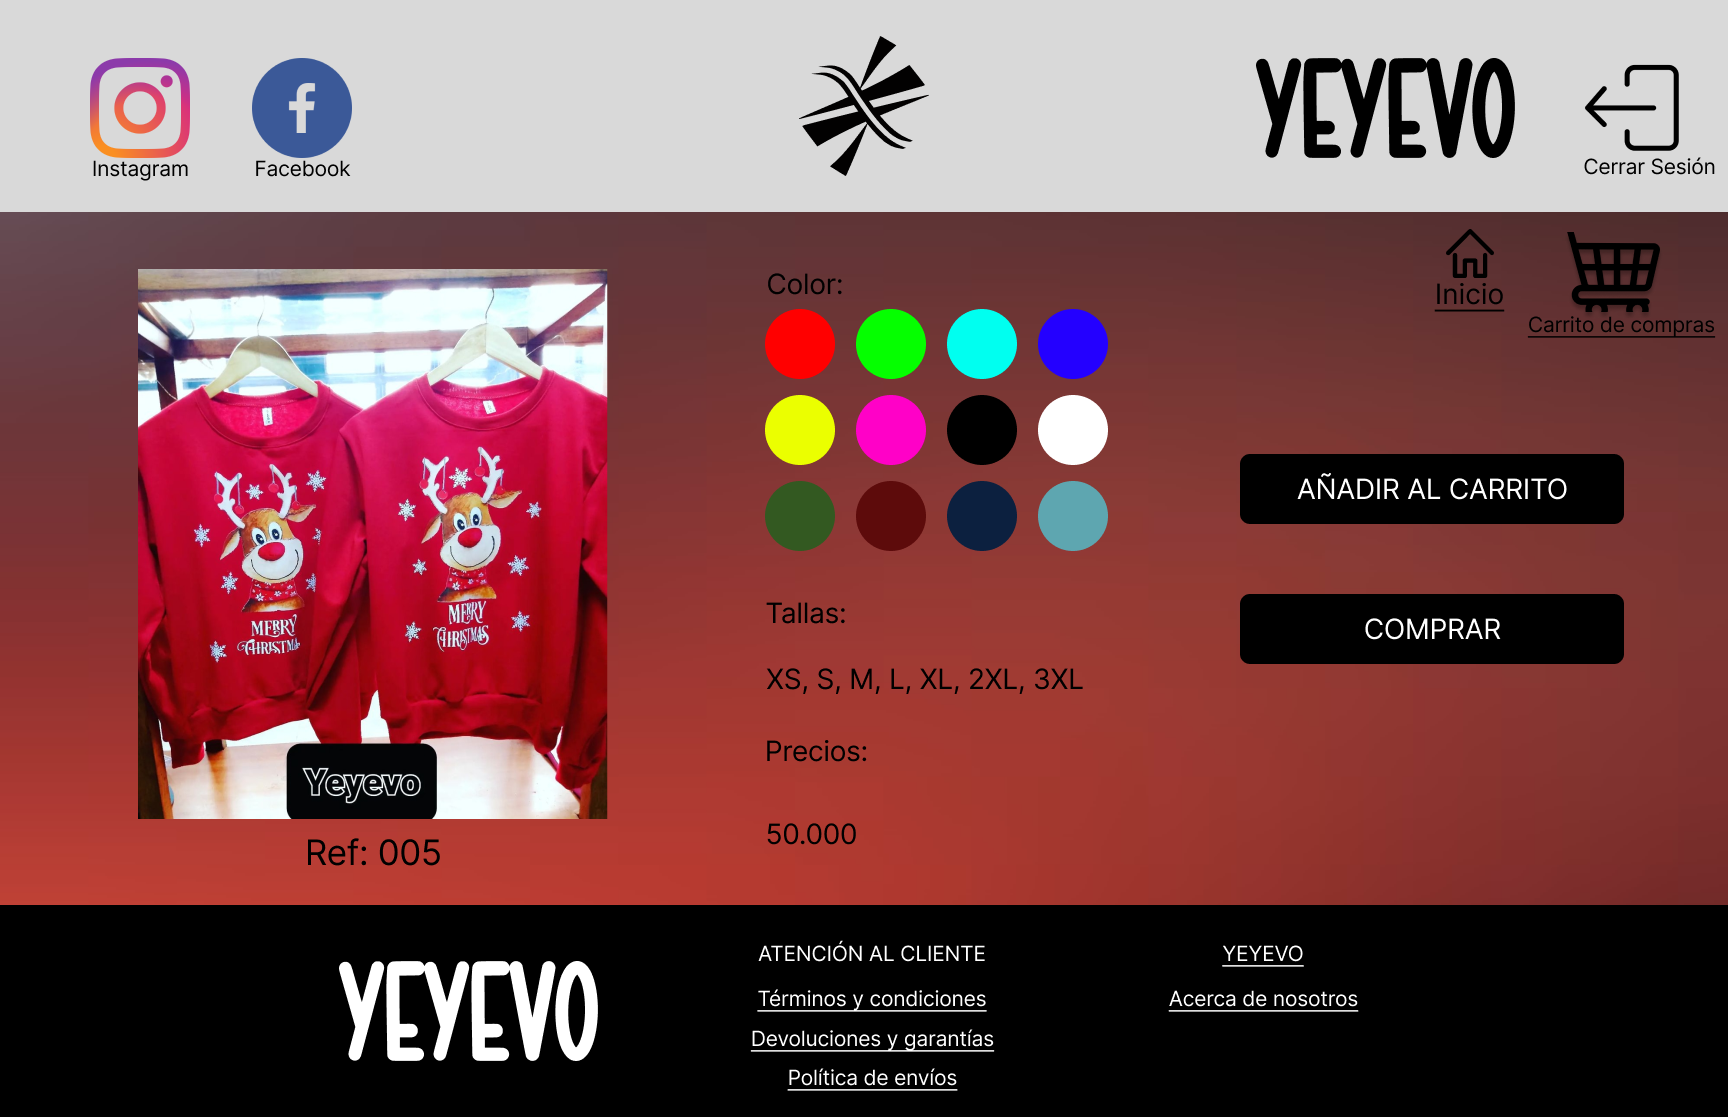 Instagram
Facebook
YEYEVO
Cerrar Sesión
Inicio
Carrito de compras
Color:
AÑADIR AL CARRITO
COMPRAR
MERRY
CHRISTMA
MERRY
CHRISTMAS
Yeyevo
Ref: 005
Tallas:
XS, S, M, L, XL, 2XL, 3XL
Precios:
50.000
YEYEVO
ATENCIÓN AL CLIENTE
Términos y condiciones
Devoluciones y garantías
Política de envíos
YEYEVO
Acerca de nosotros